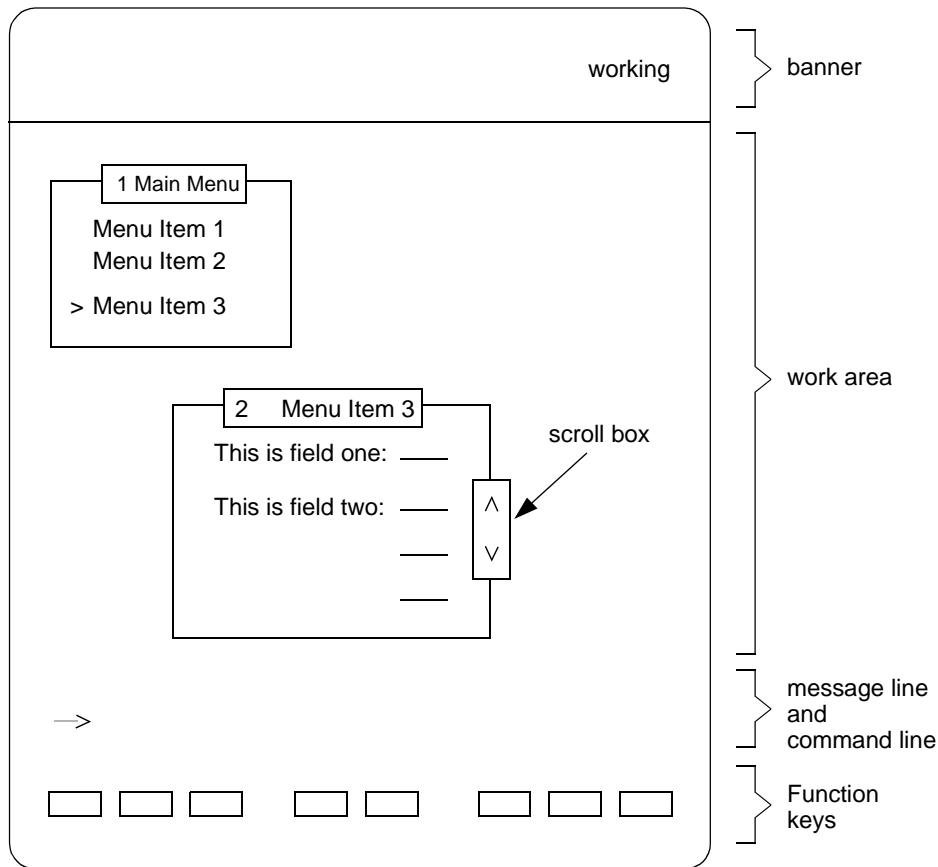 working
banner
1 Main Menu
Menu Item 1
Menu Item 2
> Menu Item 3
work area
2 Menu Item 3
scroll box
This is field one:
This is field two:
message line
and
command line
Function
keys